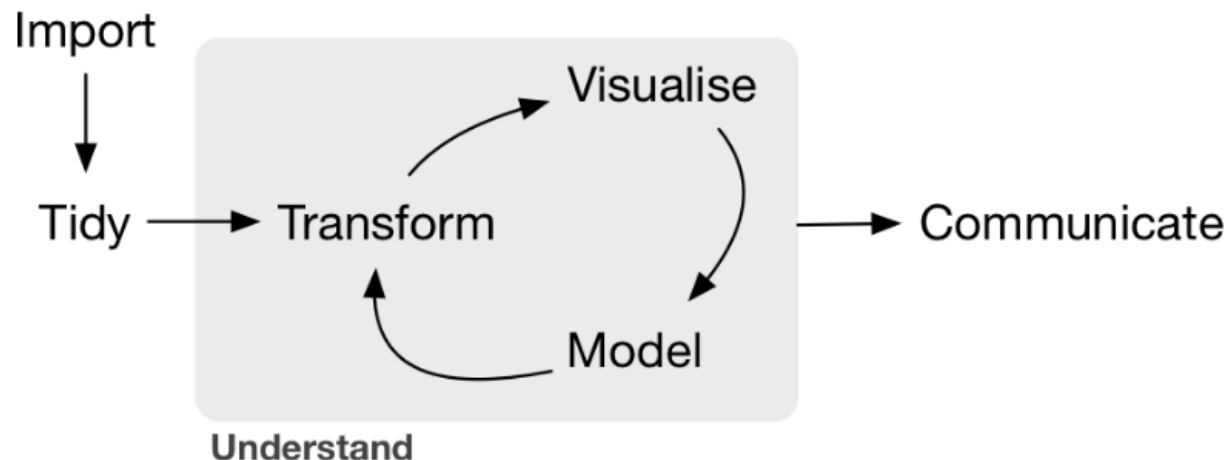 Import
Visualise
Tidy
Transform
Communicate
Model
Understand